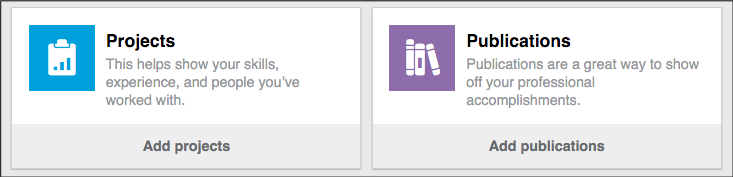 Projects
This helps show your skills,
experience, and people you've
worked with.
Add projects
Publications
Publications are a great way to show
off your professional
accomplishments.
Add publications